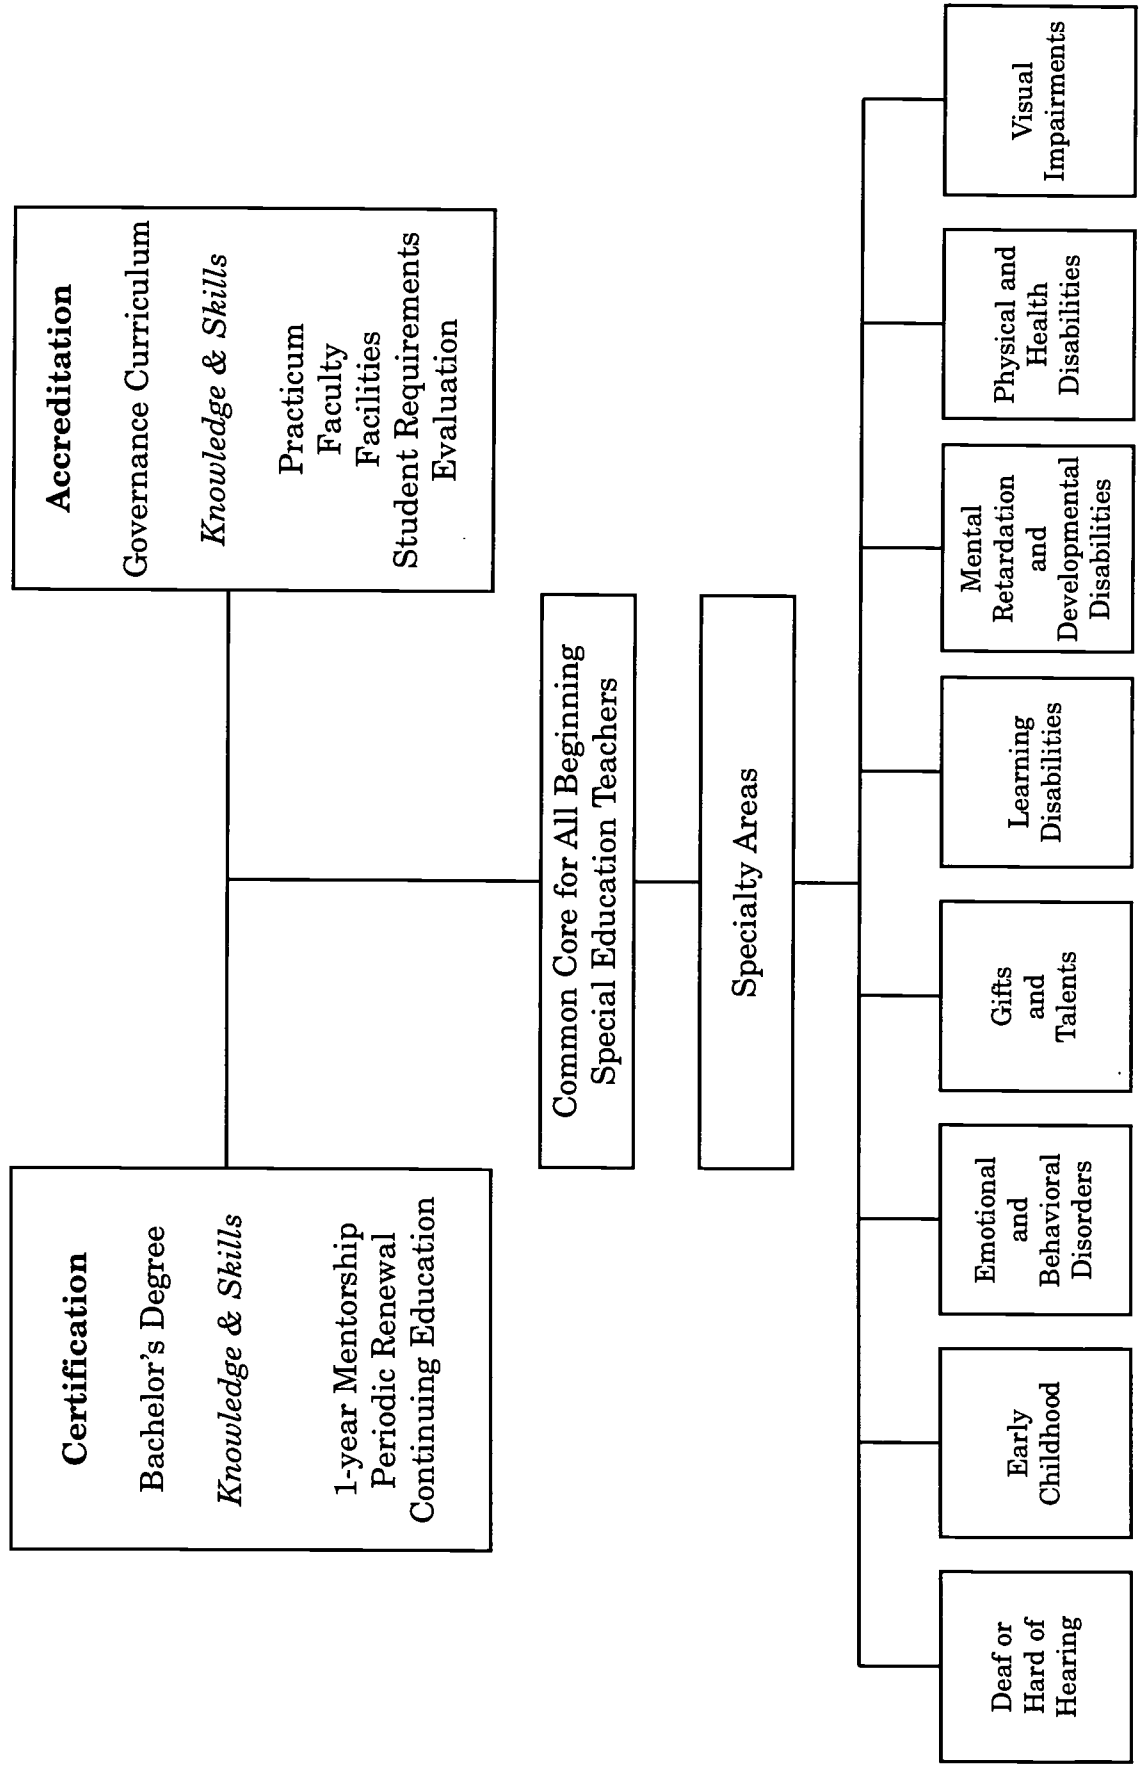 Certification
Bachelor's Degree
Knowledge & Skills
1-year Mentorship
Periodic Renewal
Continuing Education
Accreditation
Governance Curriculum
Knowledge & Skills
Practicum
Faculty
Facilities
Student Requirements
Evaluation
Common Core for All Beginning
Special Education Teachers
Specialty Areas
Deaf or
Hard of
Hearing
Early
Childhood
Emotional
and
Behavioral
Disorders
Gifts
and
Talents
Learning
Disabilities
Mental
Retardation
and
Developmental
Disabilities
Physical and
Health
Disabilities
Visual
Impairments